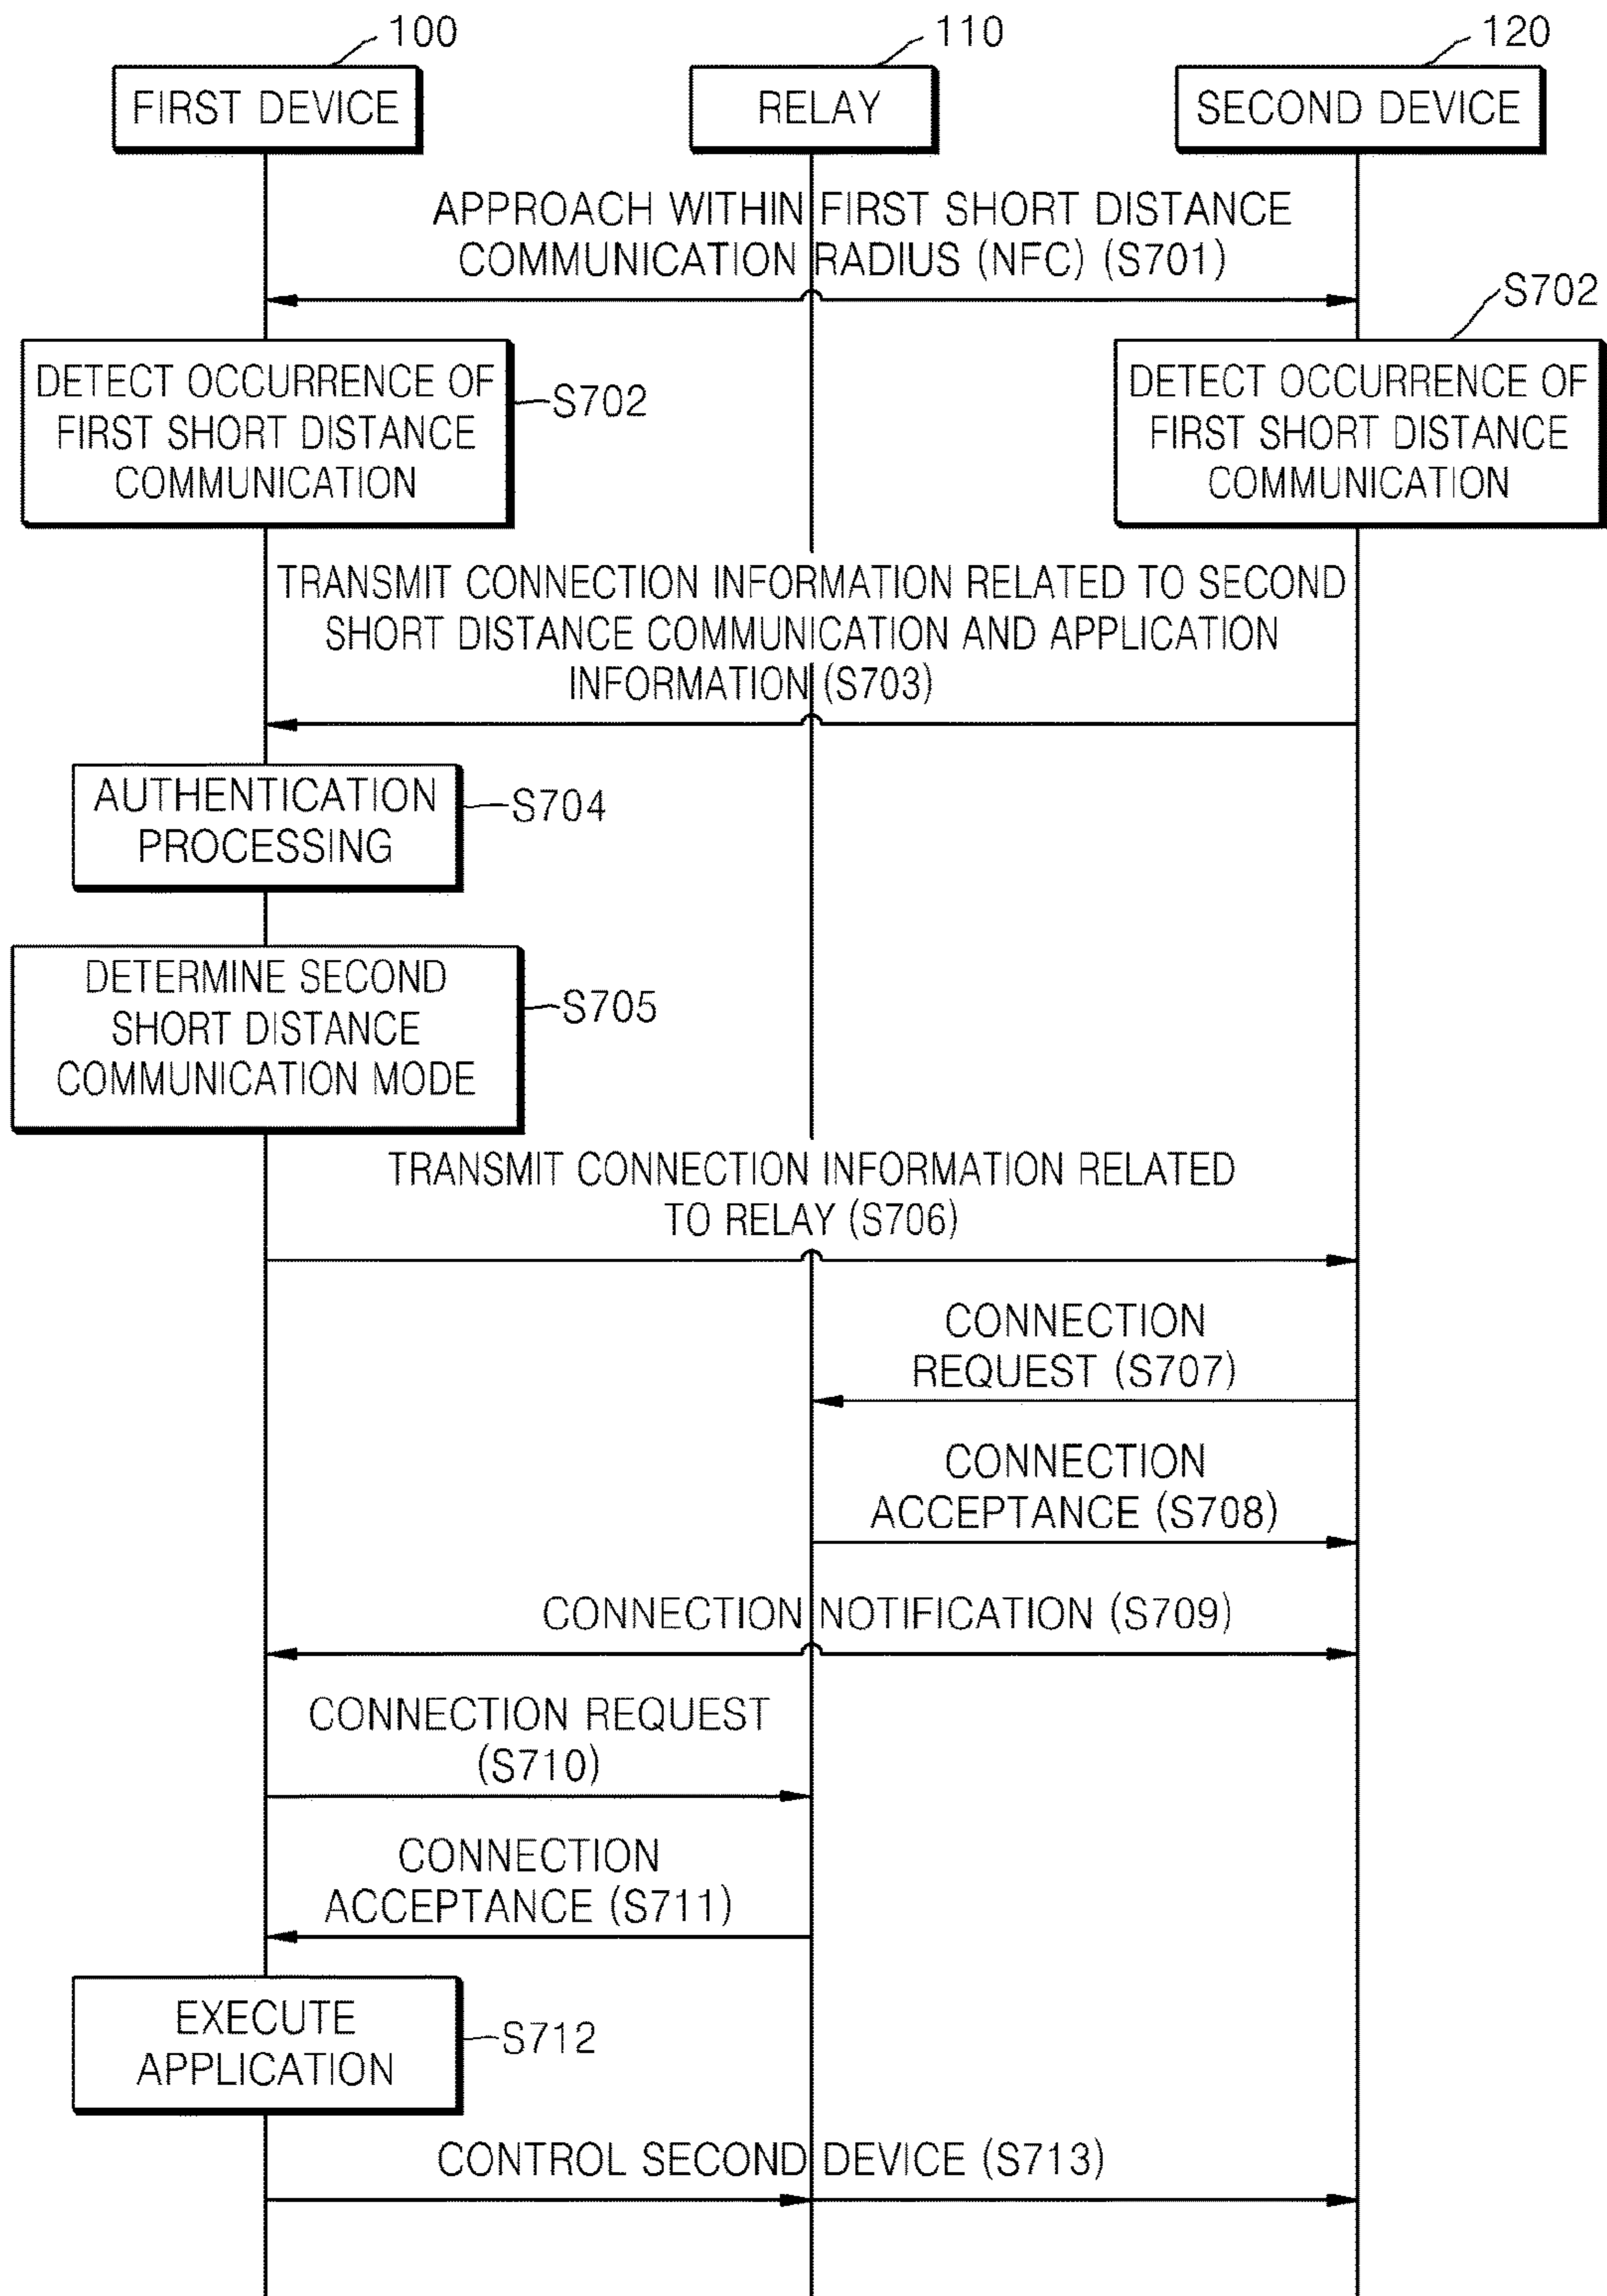 100
110
120
FIRST DEVICE
RELAY
SECOND DEVICE
APPROACH WITHIN FIRST SHORT DISTANCE
COMMUNICATION RADIUS (NFC) (S701)
S702
DETECT OCCURRENCE OF
FIRST SHORT DISTANCE
COMMUNICATION
S702
DETECT OCCURRENCE OF
FIRST SHORT DISTANCE
COMMUNICATION
TRANSMIT CONNECTION INFORMATION RELATED TO SECOND
SHORT DISTANCE COMMUNICATION AND APPLICATION
INFORMATION (S703)
AUTHENTICATION
PROCESSING
S704
DETERMINE SECOND
SHORT DISTANCE
COMMUNICATION MODE
S705
TRANSMIT CONNECTION INFORMATION RELATED
TO RELAY (S706)
CONNECTION
REQUEST (S707)
CONNECTION
ACCEPTANCE (S708)
CONNECTION NOTIFICATION (S709)
CONNECTION REQUEST
(S710)
CONNECTION
ACCEPTANCE (S711)
EXECUTE
APPLICATION
S712
CONTROL SECOND DEVICE (S713)